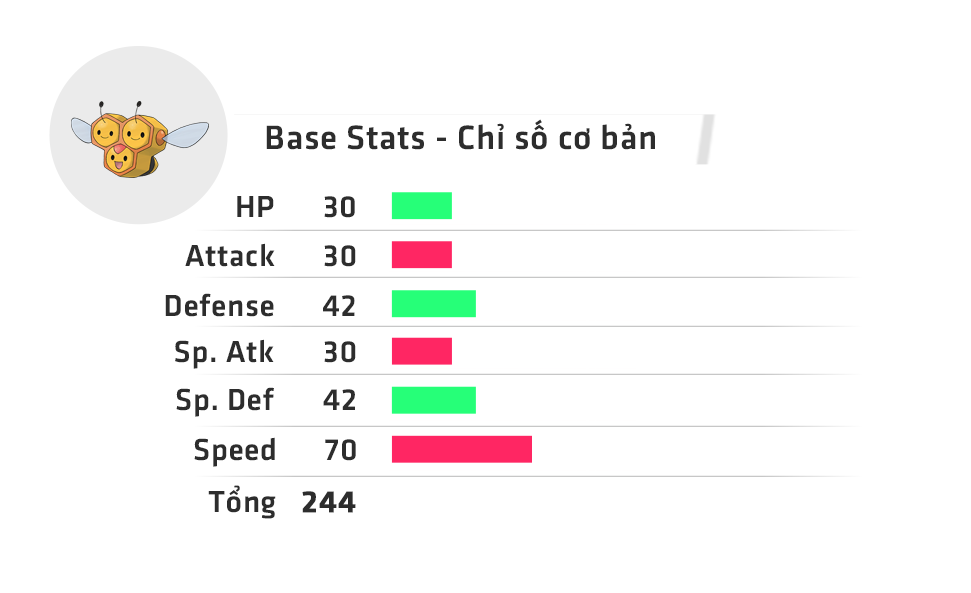 Base Stats - Chỉ số cơ bản
HP 30
Attack 30
Defense 42
Sp. Atk 30
Sp. Def 42
Speed 70
Tổng 244